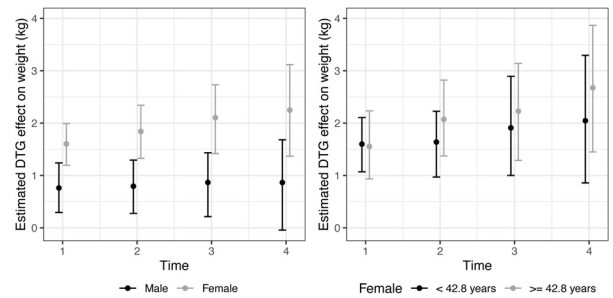 Estimated DTG effect on weight (kg)
4
3
2
1
0
1 2 3 4
Time
Male Female
Estimated DTG effect on weight (kg)
4
3
2
1
0
1 2 3 4
Time
Female < 42.8 years >= 42.8 years